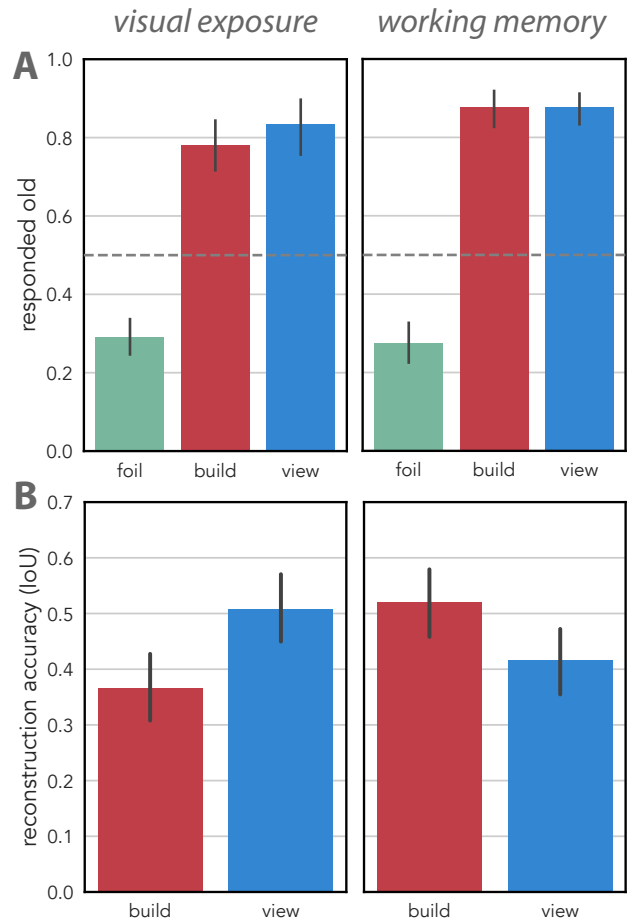 visual exposure
working memory
A
responded old
1.0
0.8
0.6
0.4
0.2
0.0
foil build view
foil build view
B
reconstruction accuracy (IoU)
0.7
0.6
0.5
0.4
0.3
0.2
0.1
0.0
build view
build view